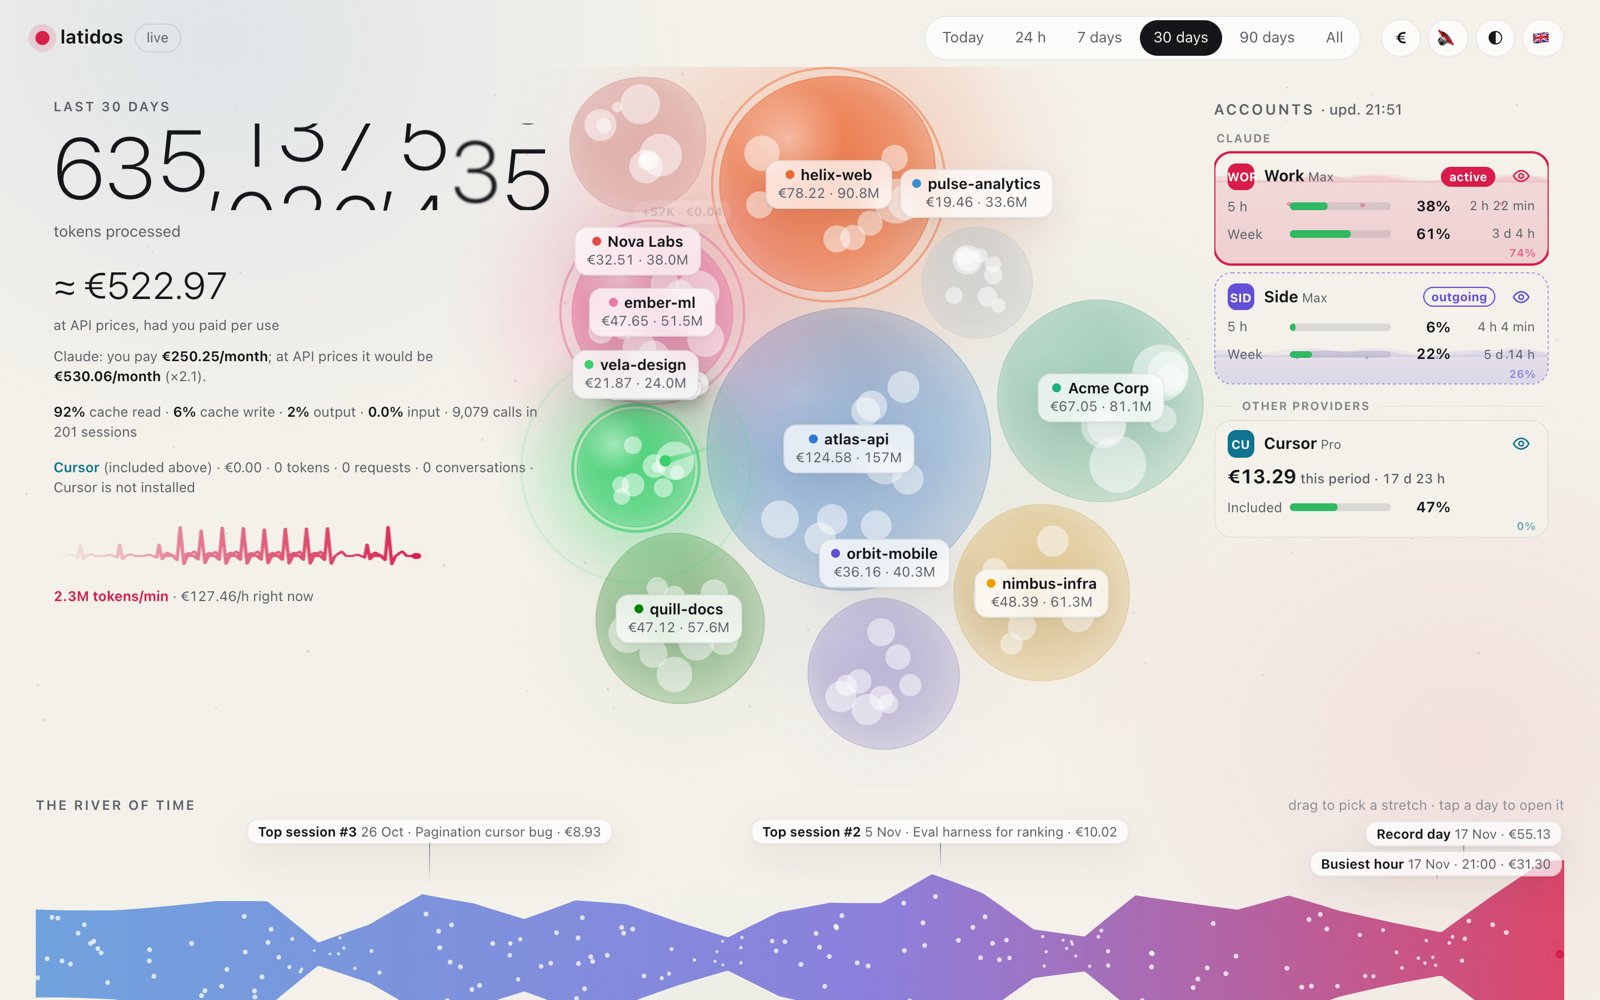 latidos
live
Today
24 h
7 days
30 days
90 days
All
€
LAST 30 DAYS
tokens processed
≈ €522.97
at API prices, had you paid per use
Claude: you pay €250.25/month; at API prices it would be
€530.06/month (×2.1).
92% cache read · 6% cache write · 2% output · 0.0% input · 9,079 calls in
201 sessions
Cursor (included above) · €0.00 · 0 tokens · 0 requests · 0 conversations ·
Cursor is not installed
2.3M tokens/min · €127.46/h right now
helix-web
€78.22 · 90.8M
pulse-analytics
€19.46 · 33.6M
+57K · €0.04
Nova Labs
€32.51 · 38.0M
ember-ml
€47.65 · 51.5M
vela-design
€21.87 · 24.0M
Acme Corp
€67.05 · 81.1M
atlas-api
€124.58 · 157M
orbit-mobile
€36.16 · 40.3M
nimbus-infra
€48.39 · 61.3M
quill-docs
€47.12 · 57.6M
ACCOUNTS · upd. 21:51
CLAUDE
WOR Work Max active
5 h 38% 2 h 22 min
Week 61% 3 d 4 h
74%
SID Side Max outgoing
5 h 6% 4 h 4 min
Week 22% 5 d 14 h
26%
OTHER PROVIDERS
CU Cursor Pro
€13.29 this period · 17 d 23 h
Included 47%
0%
THE RIVER OF TIME
drag to pick a stretch · tap a day to open it
Top session #3 26 Oct · Pagination cursor bug · €8.93
Top session #2 5 Nov · Eval harness for ranking · €10.02
Record day 17 Nov · €55.13
Busiest hour 17 Nov · 21:00 · €31.30